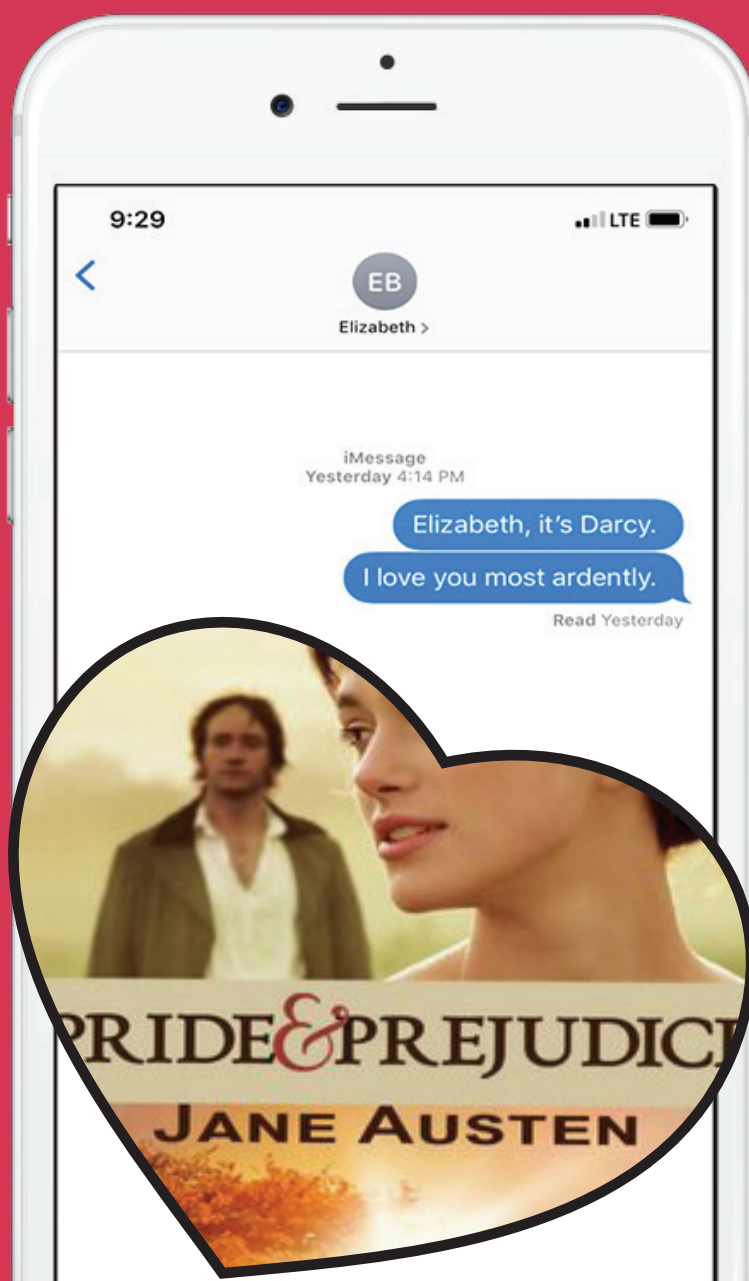 9:29 LTE
EB
Elizabeth >
iMessage
Yesterday 4:14 PM
Elizabeth, it's Darcy.
I love you most ardently.
Read Yesterday
PRIDE & PREJUDICE
JANE AUSTEN